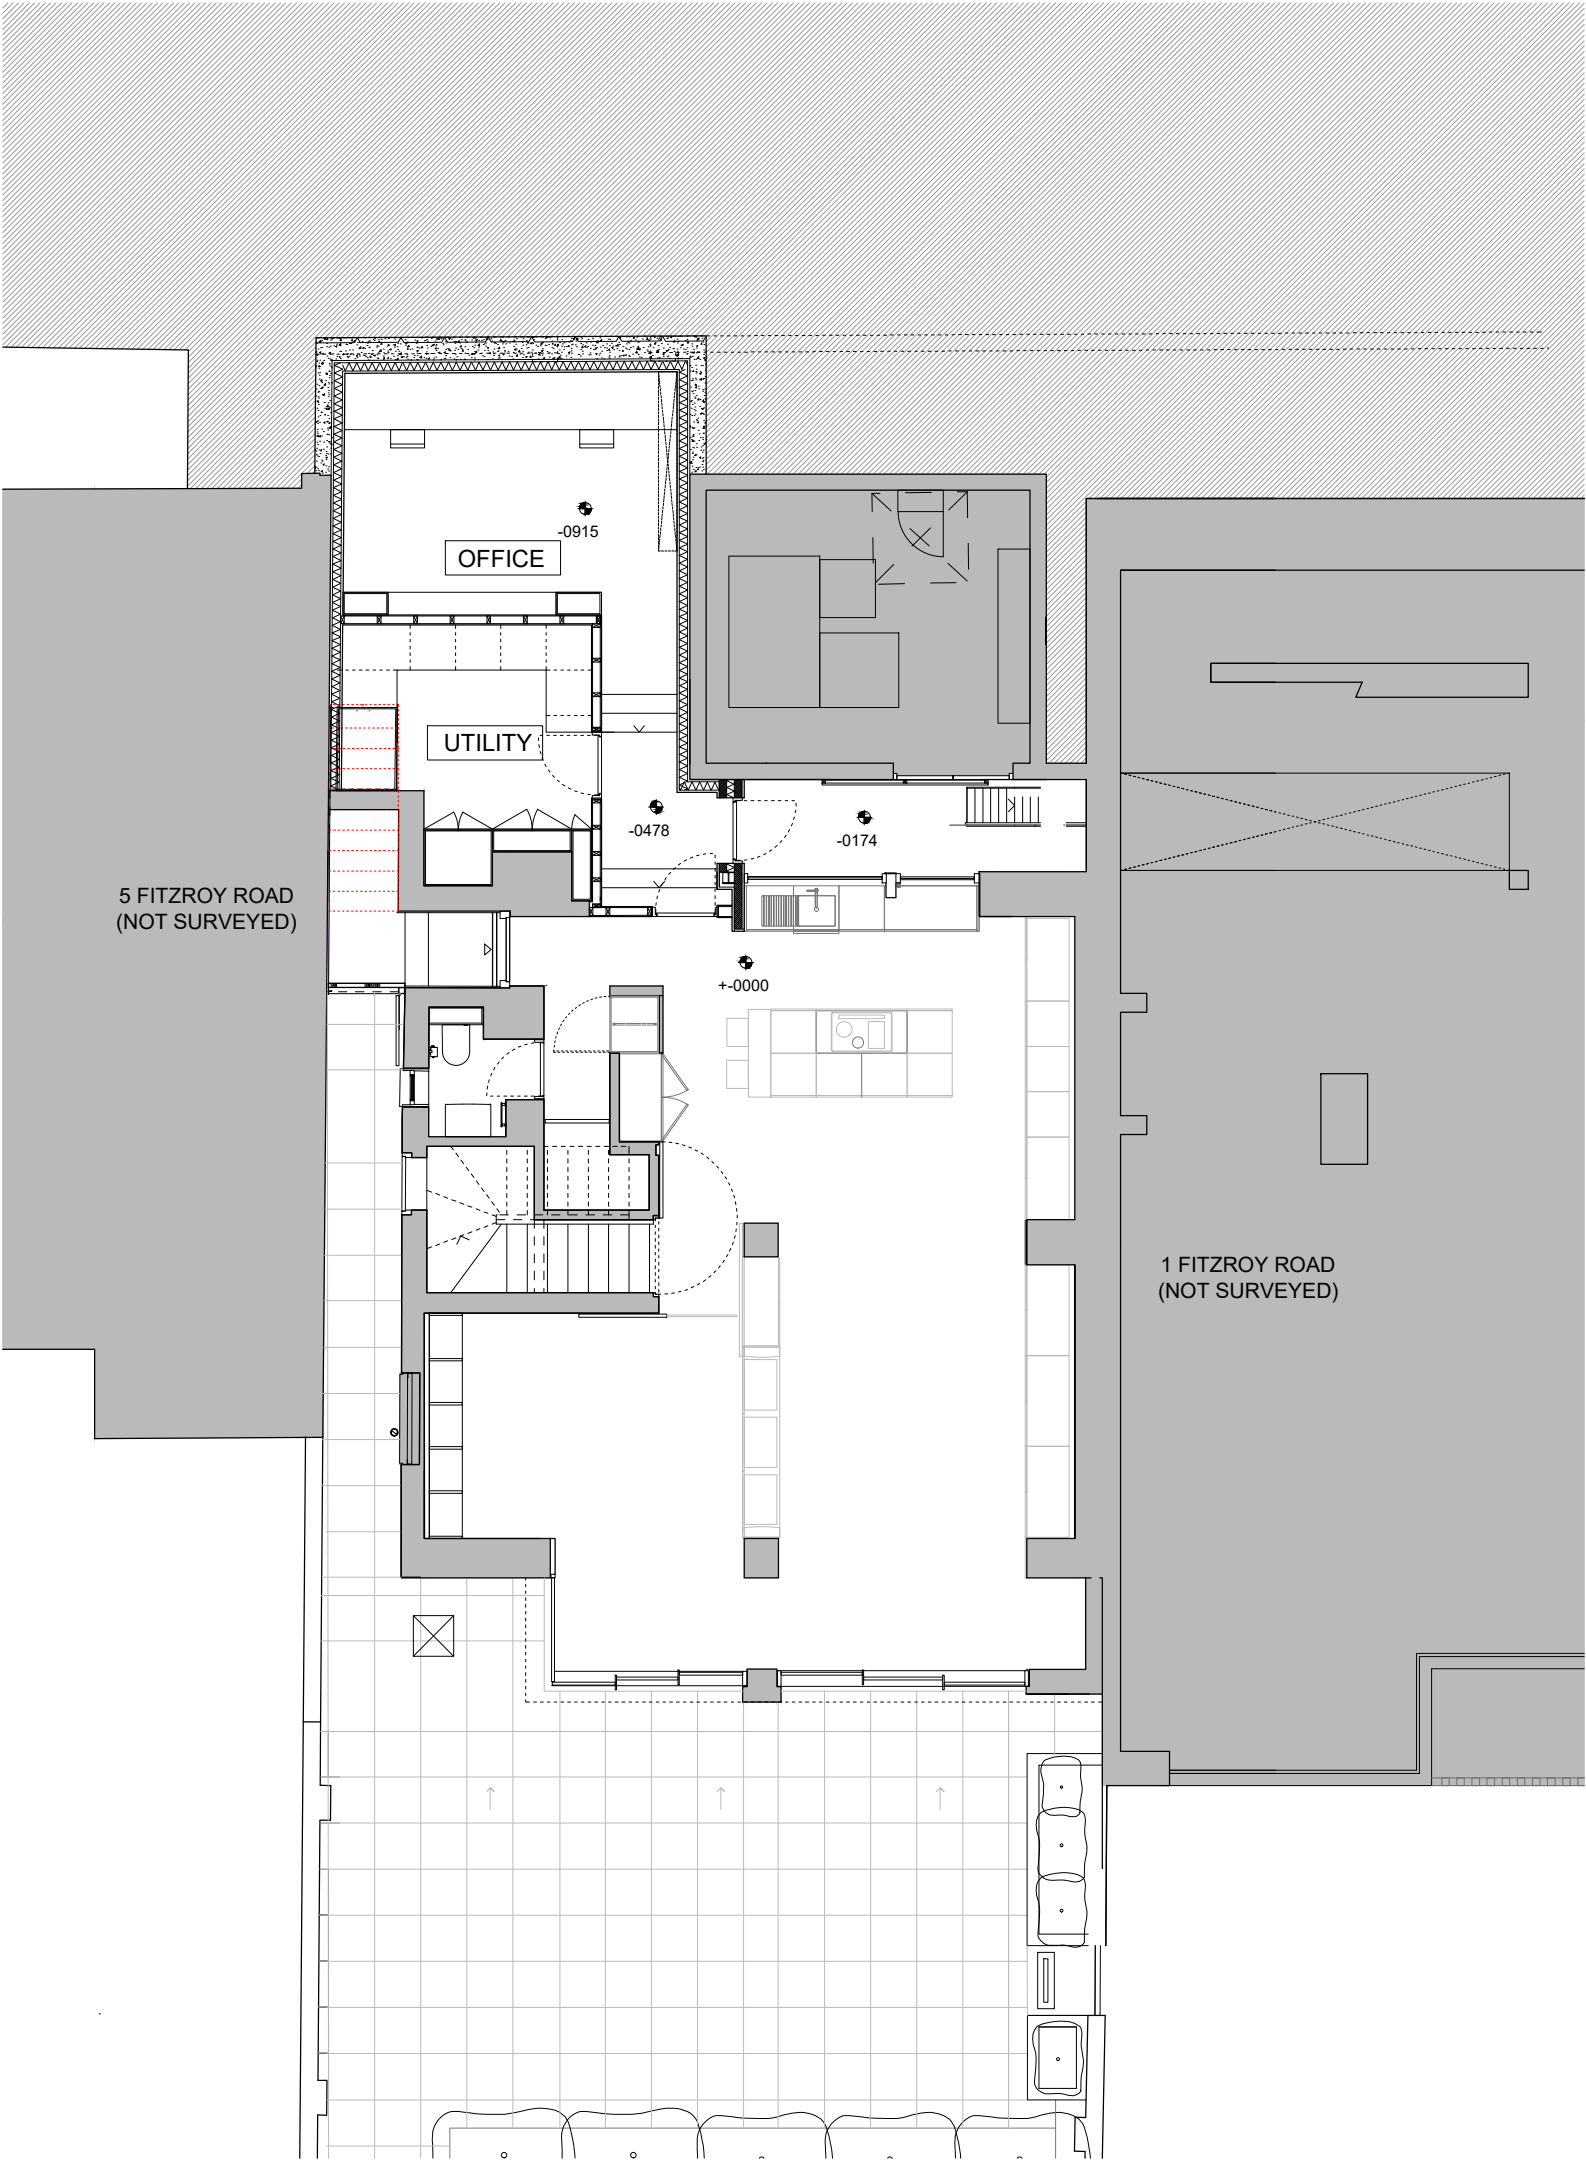 -0915
OFFICE
UTILITY
-0478
-0174
5 FITZROY ROAD
(NOT SURVEYED)
+-0000
1 FITZROY ROAD
(NOT SURVEYED)